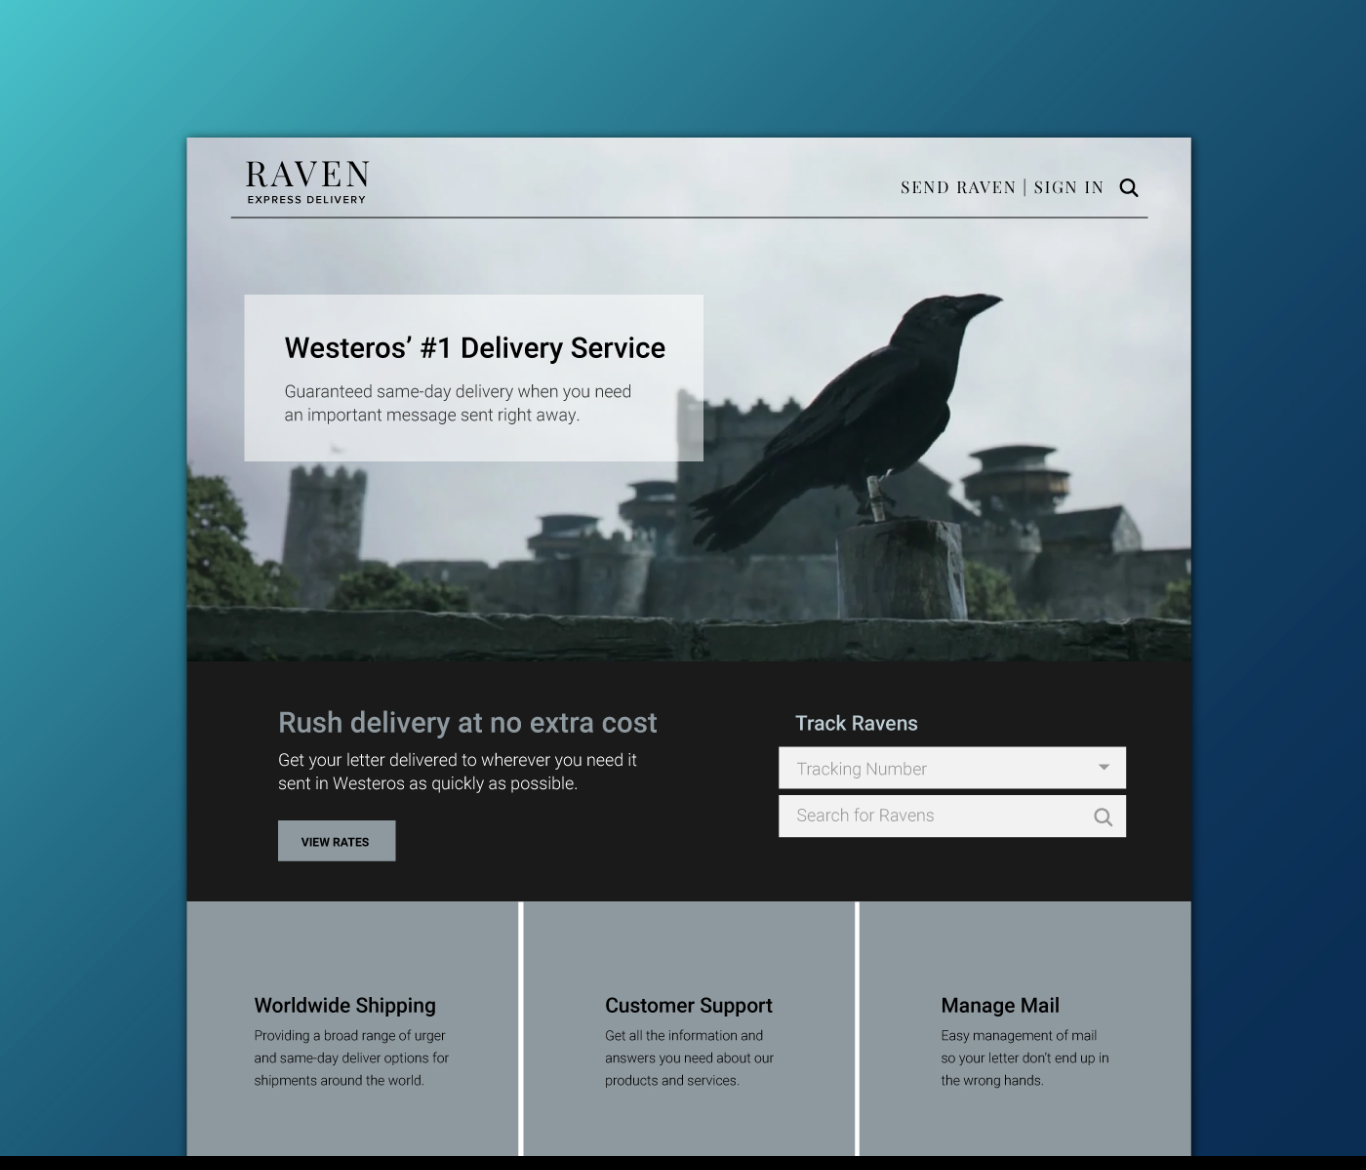 RAVEN
EXPRESS DELIVERY
SEND RAVEN | SIGN IN
Westeros’ #1 Delivery Service
Guaranteed same-day delivery when you need
an important message sent right away.
Rush delivery at no extra cost
Get your letter delivered to wherever you need it
sent in Westeros as quickly as possible.
VIEW RATES
Track Ravens
Tracking Number
Search for Ravens
Worldwide Shipping
Providing a broad range of urger
and same-day deliver options for
shipments around the world.
Customer Support
Get all the information and
answers you need about our
products and services.
Manage Mail
Easy management of mail
so your letter don't end up in
the wrong hands.